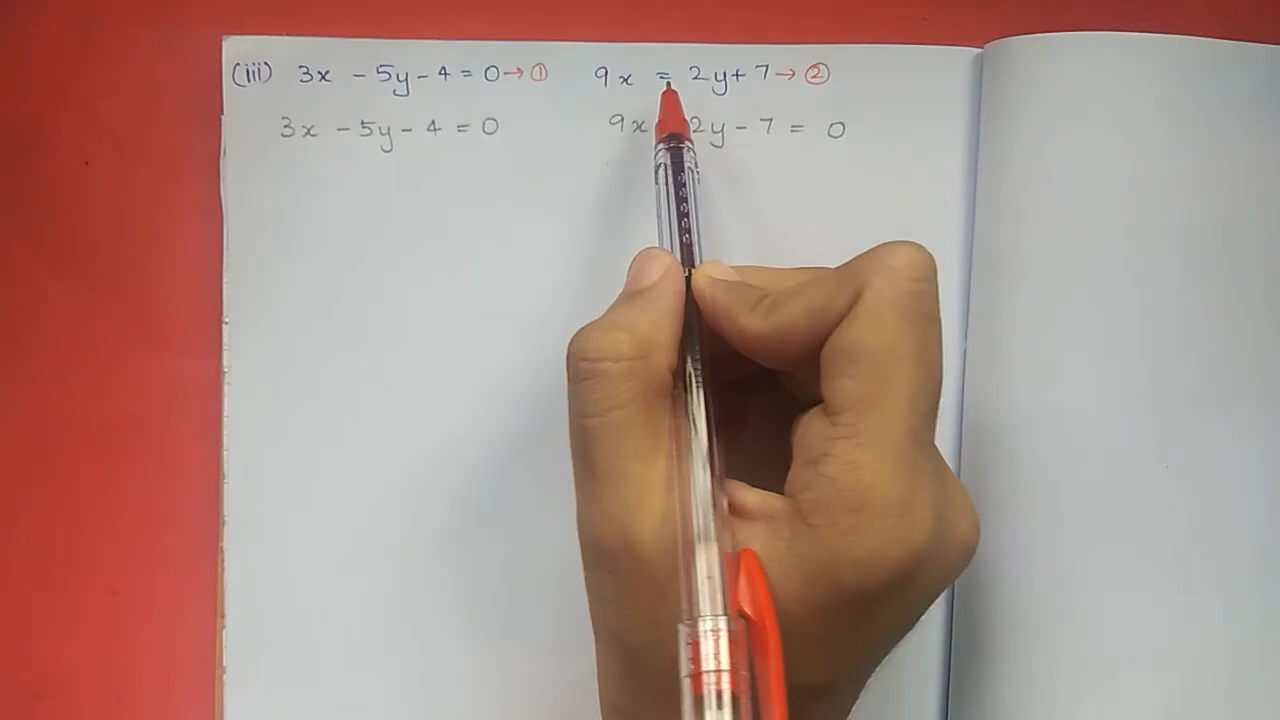 (iii) 3x - 5y - 4 = 0 → ① 9x = 2y + 7 → ②
3x - 5y - 4 = 0 9x 2y - 7 = 0